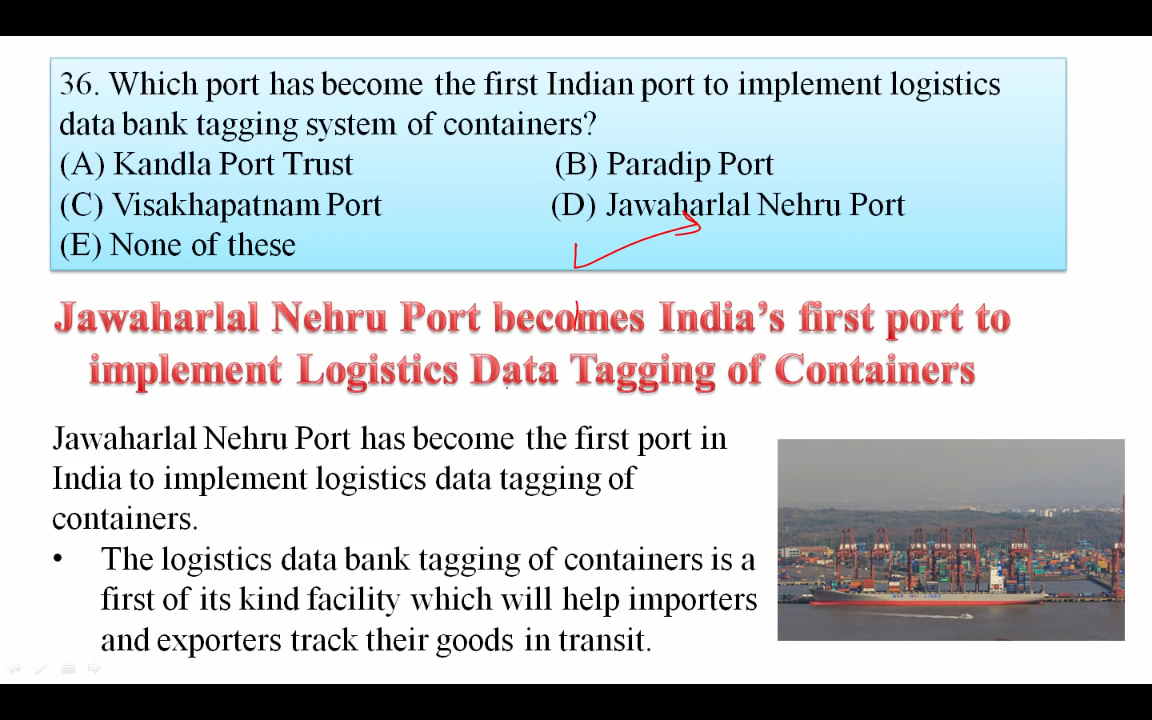 36. Which port has become the first Indian port to implement logistics
data bank tagging system of containers?
(A) Kandla Port Trust (B) Paradip Port
(C) Visakhapatnam Port (D) Jawaharlal Nehru Port
(E) None of these
Jawaharlal Nehru Port becomes India's first port to
implement Logistics Data Tagging of Containers
Jawaharlal Nehru Port has become the first port in
India to implement logistics data tagging of
containers.
• The logistics data bank tagging of containers is a
first of its kind facility which will help importers
and exporters track their goods in transit.